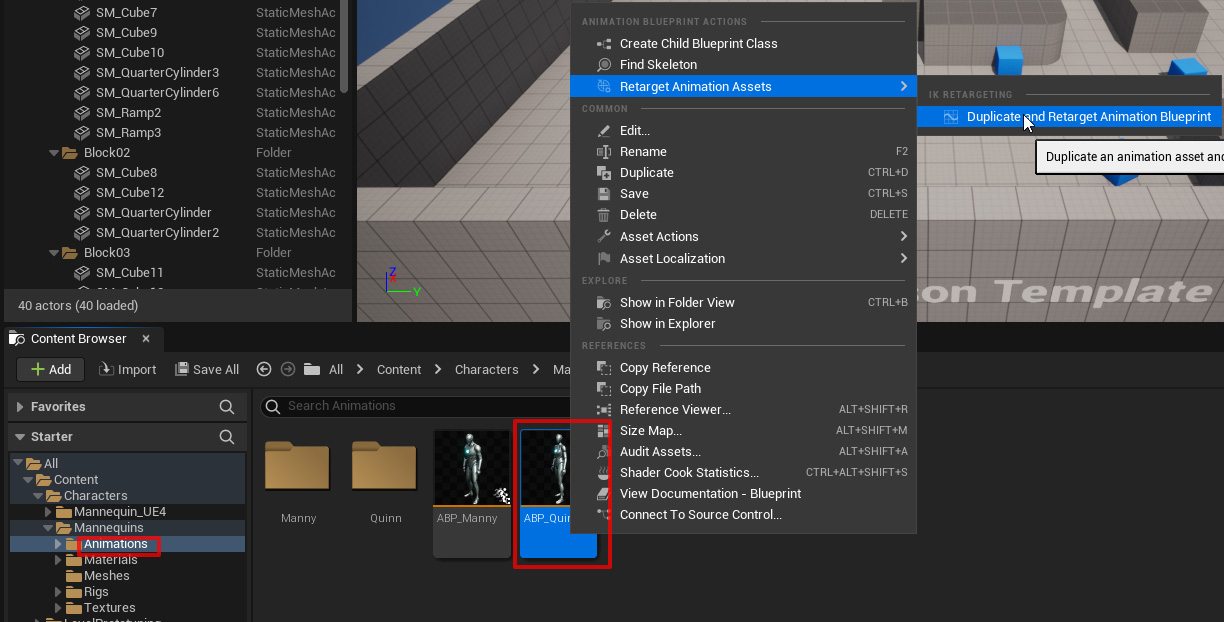 SM_Cube7 StaticMeshAc
SM_Cube9 StaticMeshAc
SM_Cube10 StaticMeshAc
SM_QuarterCylinder3 StaticMeshAc
SM_QuarterCylinder6 StaticMeshAc
SM_Ramp2 StaticMeshAc
SM_Ramp3 StaticMeshAc
Block02 Folder
SM_Cube8 StaticMeshAc
SM_Cube12 StaticMeshAc
SM_QuarterCylinder StaticMeshAc
SM_QuarterCylinder2 StaticMeshAc
Block03 Folder
SM_Cube11 StaticMeshAc
40 actors (40 loaded)
Z
Y
son Template
ANIMATION BLUEPRINT ACTIONS
Create Child Blueprint Class
Find Skeleton
Retarget Animation Assets
COMMON
Edit...
Rename F2
Duplicate CTRL+D
Save CTRL+S
Delete DELETE
Asset Actions
Asset Localization
EXPLORE
Show in Folder View CTRL+B
Show in Explorer
REFERENCES
Copy Reference
Copy File Path
Reference Viewer... ALT+SHIFT+R
Size Map... ALT+SHIFT+M
Audit Assets... ALT+SHIFT+A
Shader Cook Statistics... CTRL+ALT+SHIFT+S
View Documentation - Blueprint
Connect To Source Control...
IK RETARGETING
Duplicate and Retarget Animation Blueprint
Duplicate an animation asset and
Content Browser
Add Import Save All All Content Characters Ma
Favorites
Starter
All
Content
Characters
Mannequin_UE4
Mannequins
Animations
Materials
Meshes
Rigs
Textures
LevelPrototyping
Search Animations
Manny
Quinn
ABP_Manny
ABP_Quin